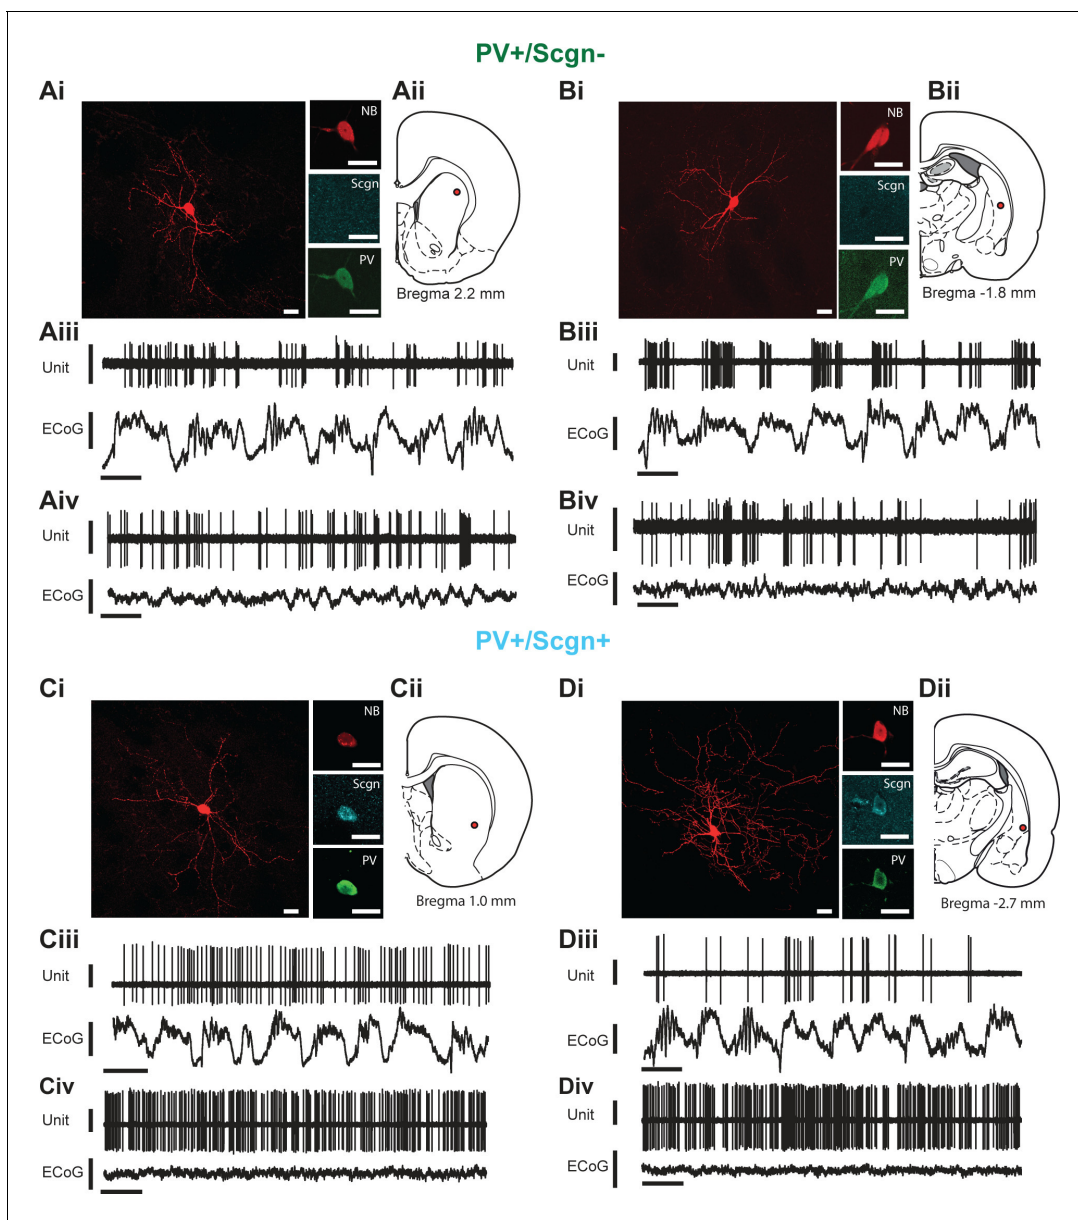 PV+/Scgn-
Ai
Aii
Bi
Bii
NB
Scgn
PV
Bregma 2.2 mm
NB
Scgn
PV
Bregma -1.8 mm
Aiii
Unit
ECoG
Biii
Unit
ECoG
Aiv
Unit
ECoG
Biv
Unit
ECoG
PV+/Scgn+
Ci
Cii
Di
Dii
NB
Scgn
PV
Bregma 1.0 mm
NB
Scgn
PV
Bregma -2.7 mm
Ciii
Unit
ECoG
Diii
Unit
ECoG
Civ
Unit
ECoG
Div
Unit
ECoG